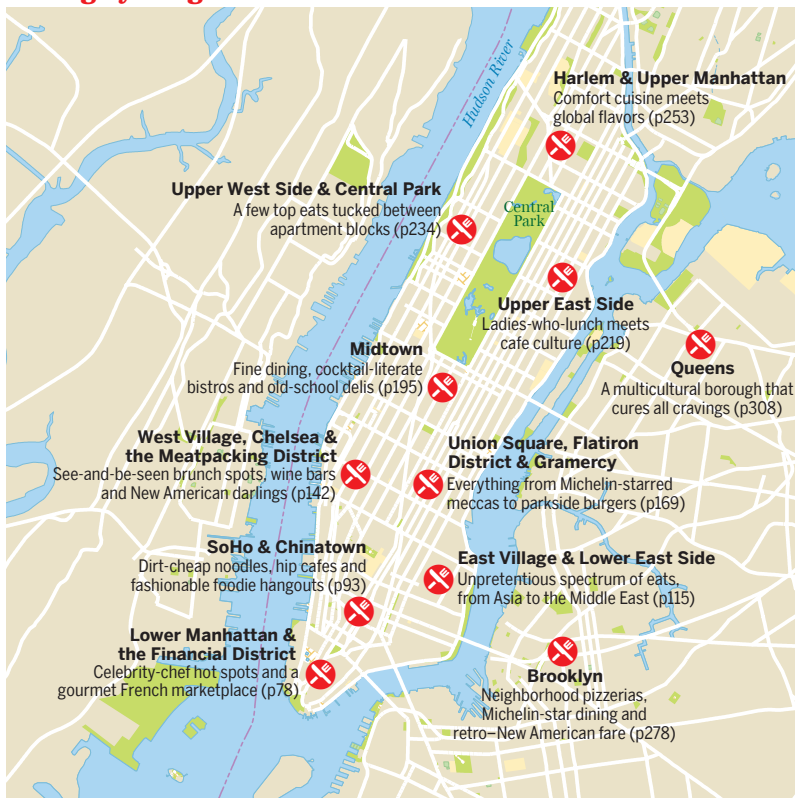 Hudson River
Harlem & Upper Manhattan
Comfort cuisine meets
global flavors (p253)
Upper West Side & Central Park
A few top eats tucked between
apartment blocks (p234)
Central
Park
Upper East Side
Ladies-who-lunch meets
cafe culture (p219)
Midtown
Fine dining, cocktail-literate
bistros and old-school delis (p195)
Queens
A multicultural borough that
cures all cravings (p308)
West Village, Chelsea &
the Meatpacking District
See-and-be-seen brunch spots, wine bars
and New American darlings (p142)
Union Square, Flatiron
District & Gramercy
Everything from Michelin-starred
meccas to parkside burgers (p169)
SoHo & Chinatown
Dirt-cheap noodles, hip cafes and
fashionable foodie hangouts (p93)
East Village & Lower East Side
Unpretentious spectrum of eats,
from Asia to the Middle East (p115)
Lower Manhattan &
the Financial District
Celebrity-chef hot spots and a
gourmet French marketplace (p78)
Brooklyn
Neighborhood pizzerias,
Michelin-star dining and
retro–New American fare (p278)